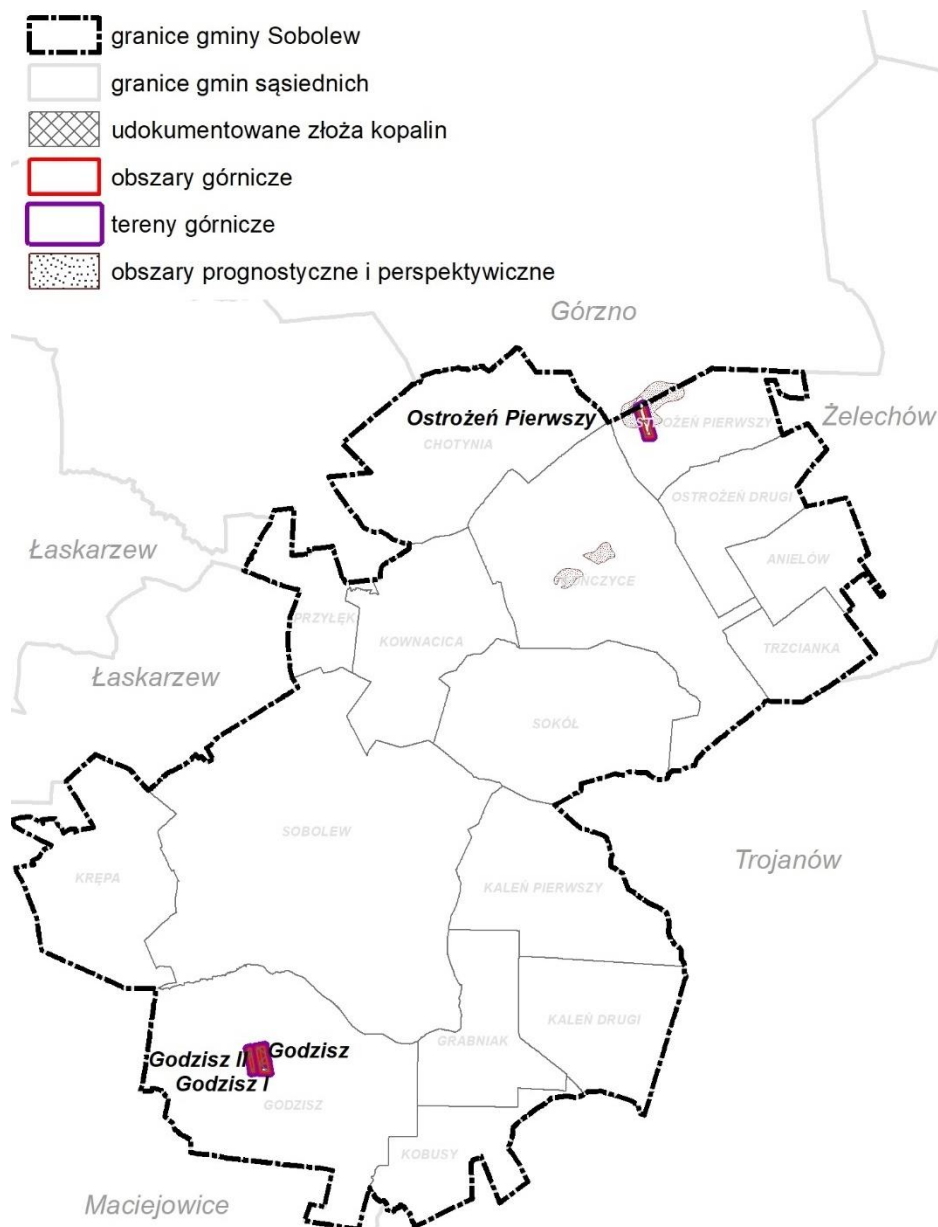 granice gminy Sobolew
granice gmin sąsiednich
udokumentowane złoża kopalin
obszary górnicze
tereny górnicze
obszary prognostyczne i perspektywiczne
Górzno
Ostrożeń Pierwszy
OSTROŻEŃ PIERWSZY
Żelechów
CHOTYNIA
OSTROŻEŃ DRUGI
Łaskarzew
ANIELÓW
PRZYŁĘK
KOWNACICA
TRZCIANKA
Łaskarzew
SOKÓŁ
SOBOLEW
Trojanów
KRĘPA
KALEŃ PIERWSZY
KALEŃ DRUGI
GRABNIAK
Godzisz II
Godzisz
Godzisz I
GODZISZ
KOBUSY
Maciejowice